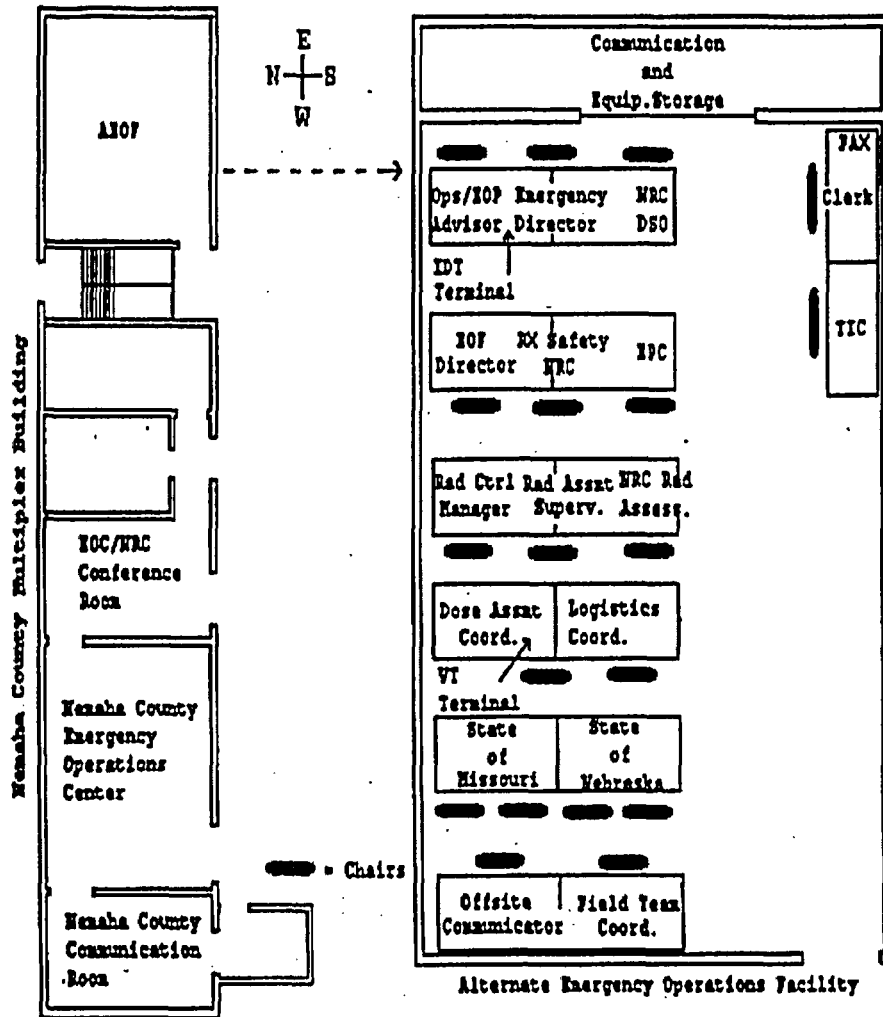 E
N S
W
AEOF
Nemaha County Multiplex Building
EOC/NRC
Conference
Room
Nemaha County
Emergency
Operations
Center
Nemaha County
Communication
Room
= Chairs
Communication
and
Equip.Storage
FAX
Clerk
TIC
Ops/EOF Emergency NRC
Advisor Director DSO
IDT
Terminal
EOF RX Safety
Director NRC
Rad Ctrl Rad Assmt NRC Rad
Manager Superv. Assess.
Dose Assmt Logistics
Coord. Coord.
VT
Terminal
State State
of of
Missouri Nebraska
Offsite Field Team
Communicator Coord.
Alternate Emergency Operations Facility